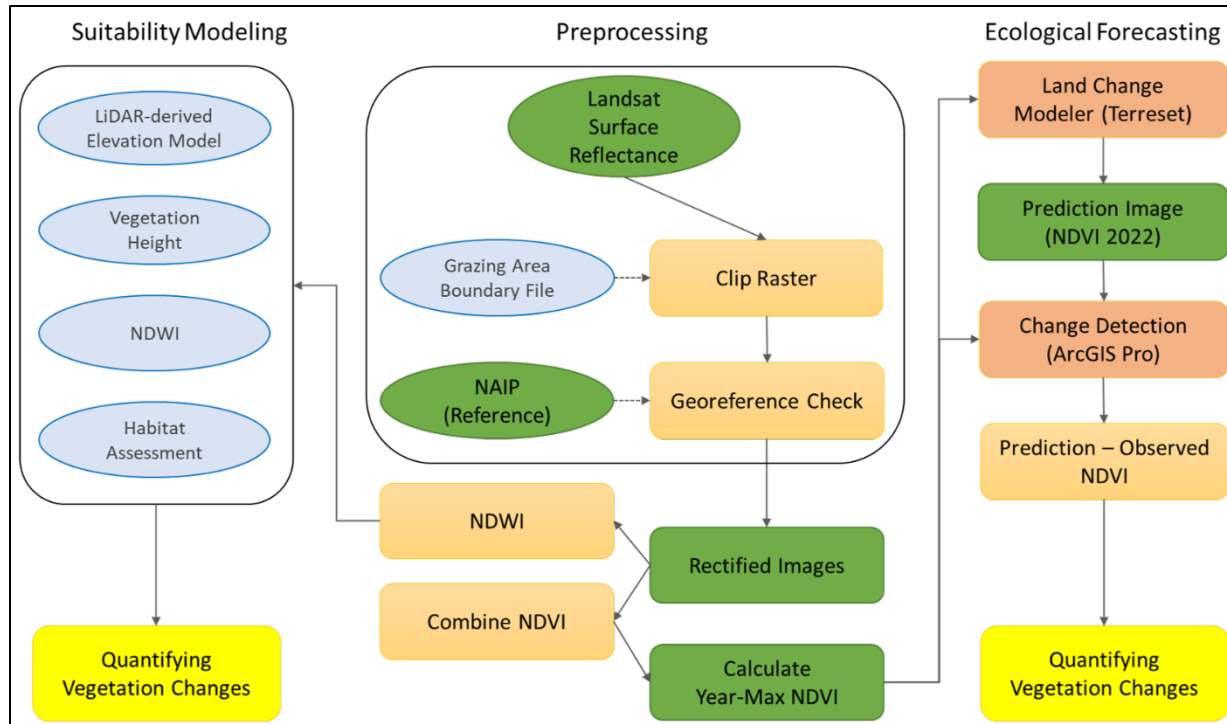 Suitability Modeling
LiDAR-derived
Elevation Model
Vegetation
Height
NDWI
Habitat
Assessment
Quantifying
Vegetation Changes
Preprocessing
Landsat
Surface
Reflectance
Grazing Area
Boundary File
Clip Raster
NAIP
(Reference)
Georeference Check
NDWI
Rectified Images
Combine NDVI
Calculate
Year-Max NDVI
Ecological Forecasting
Land Change
Modeler (Terreset)
Prediction Image
(NDVI 2022)
Change Detection
(ArcGIS Pro)
Prediction – Observed
NDVI
Quantifying
Vegetation Changes